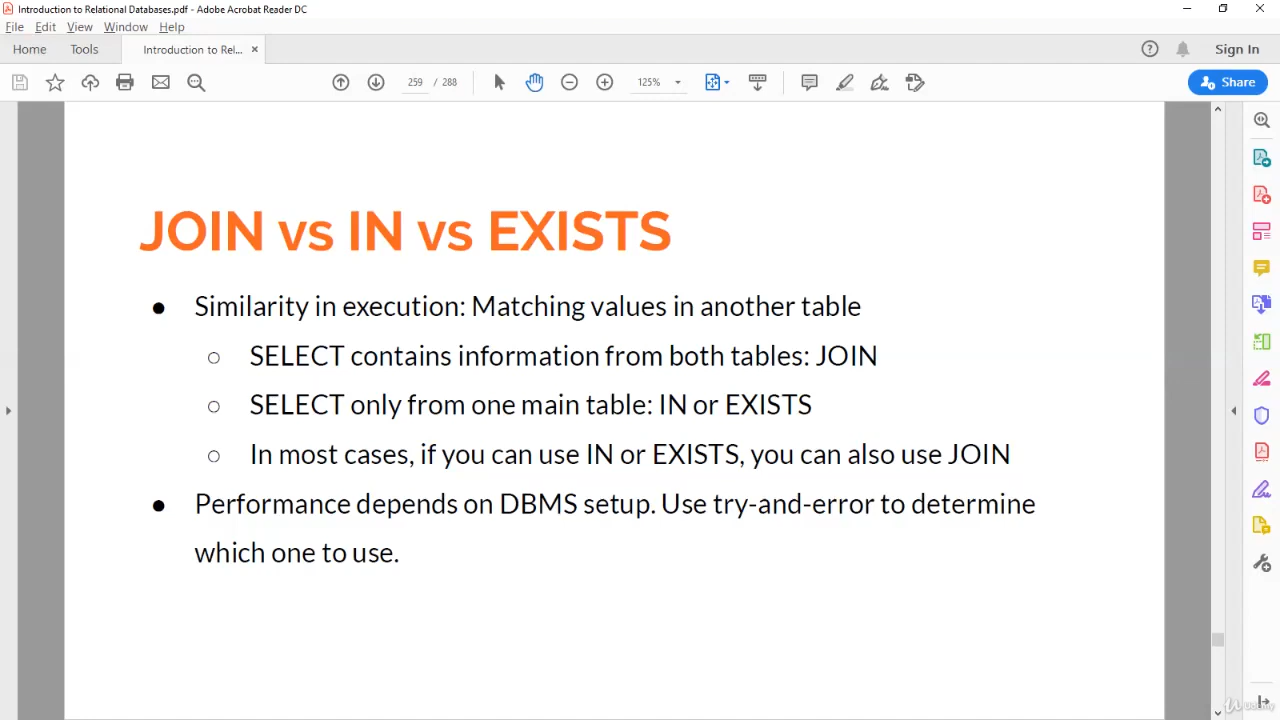 Introduction to Relational Databases.pdf - Adobe Acrobat Reader DC
File Edit View Window Help
Home Tools Introduction to Rel... × Sign In
259 / 288 125% Share
JOIN vs IN vs EXISTS
● Similarity in execution: Matching values in another table
○ SELECT contains information from both tables: JOIN
○ SELECT only from one main table: IN or EXISTS
○ In most cases, if you can use IN or EXISTS, you can also use JOIN
● Performance depends on DBMS setup. Use try-and-error to determine
which one to use.
Udemy